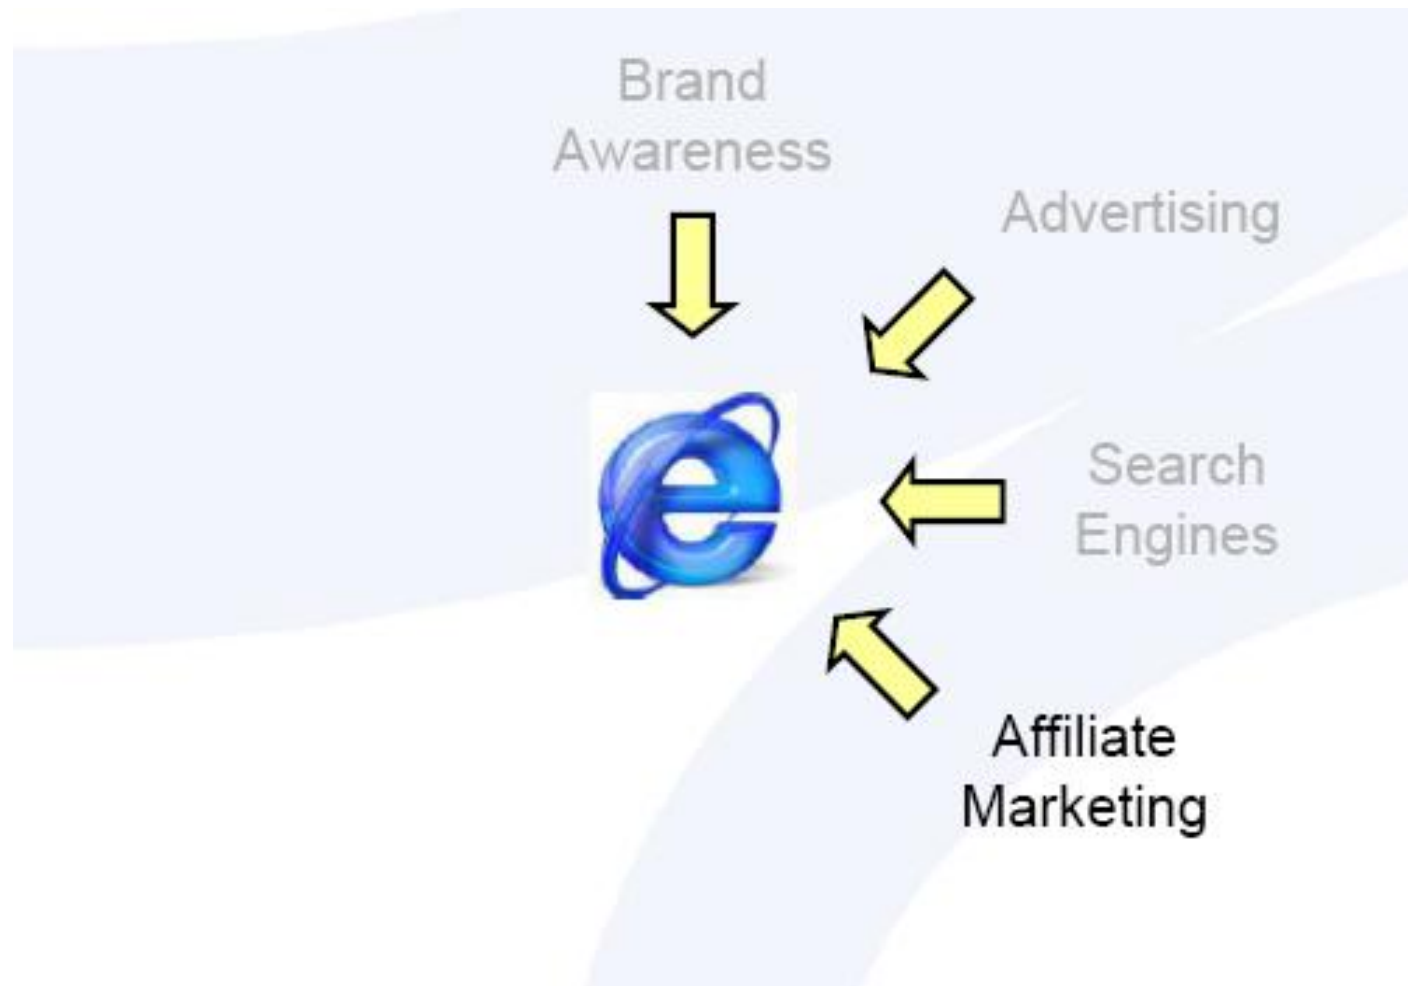 Brand
Awareness
Advertising
Search
Engines
Affiliate
Marketing